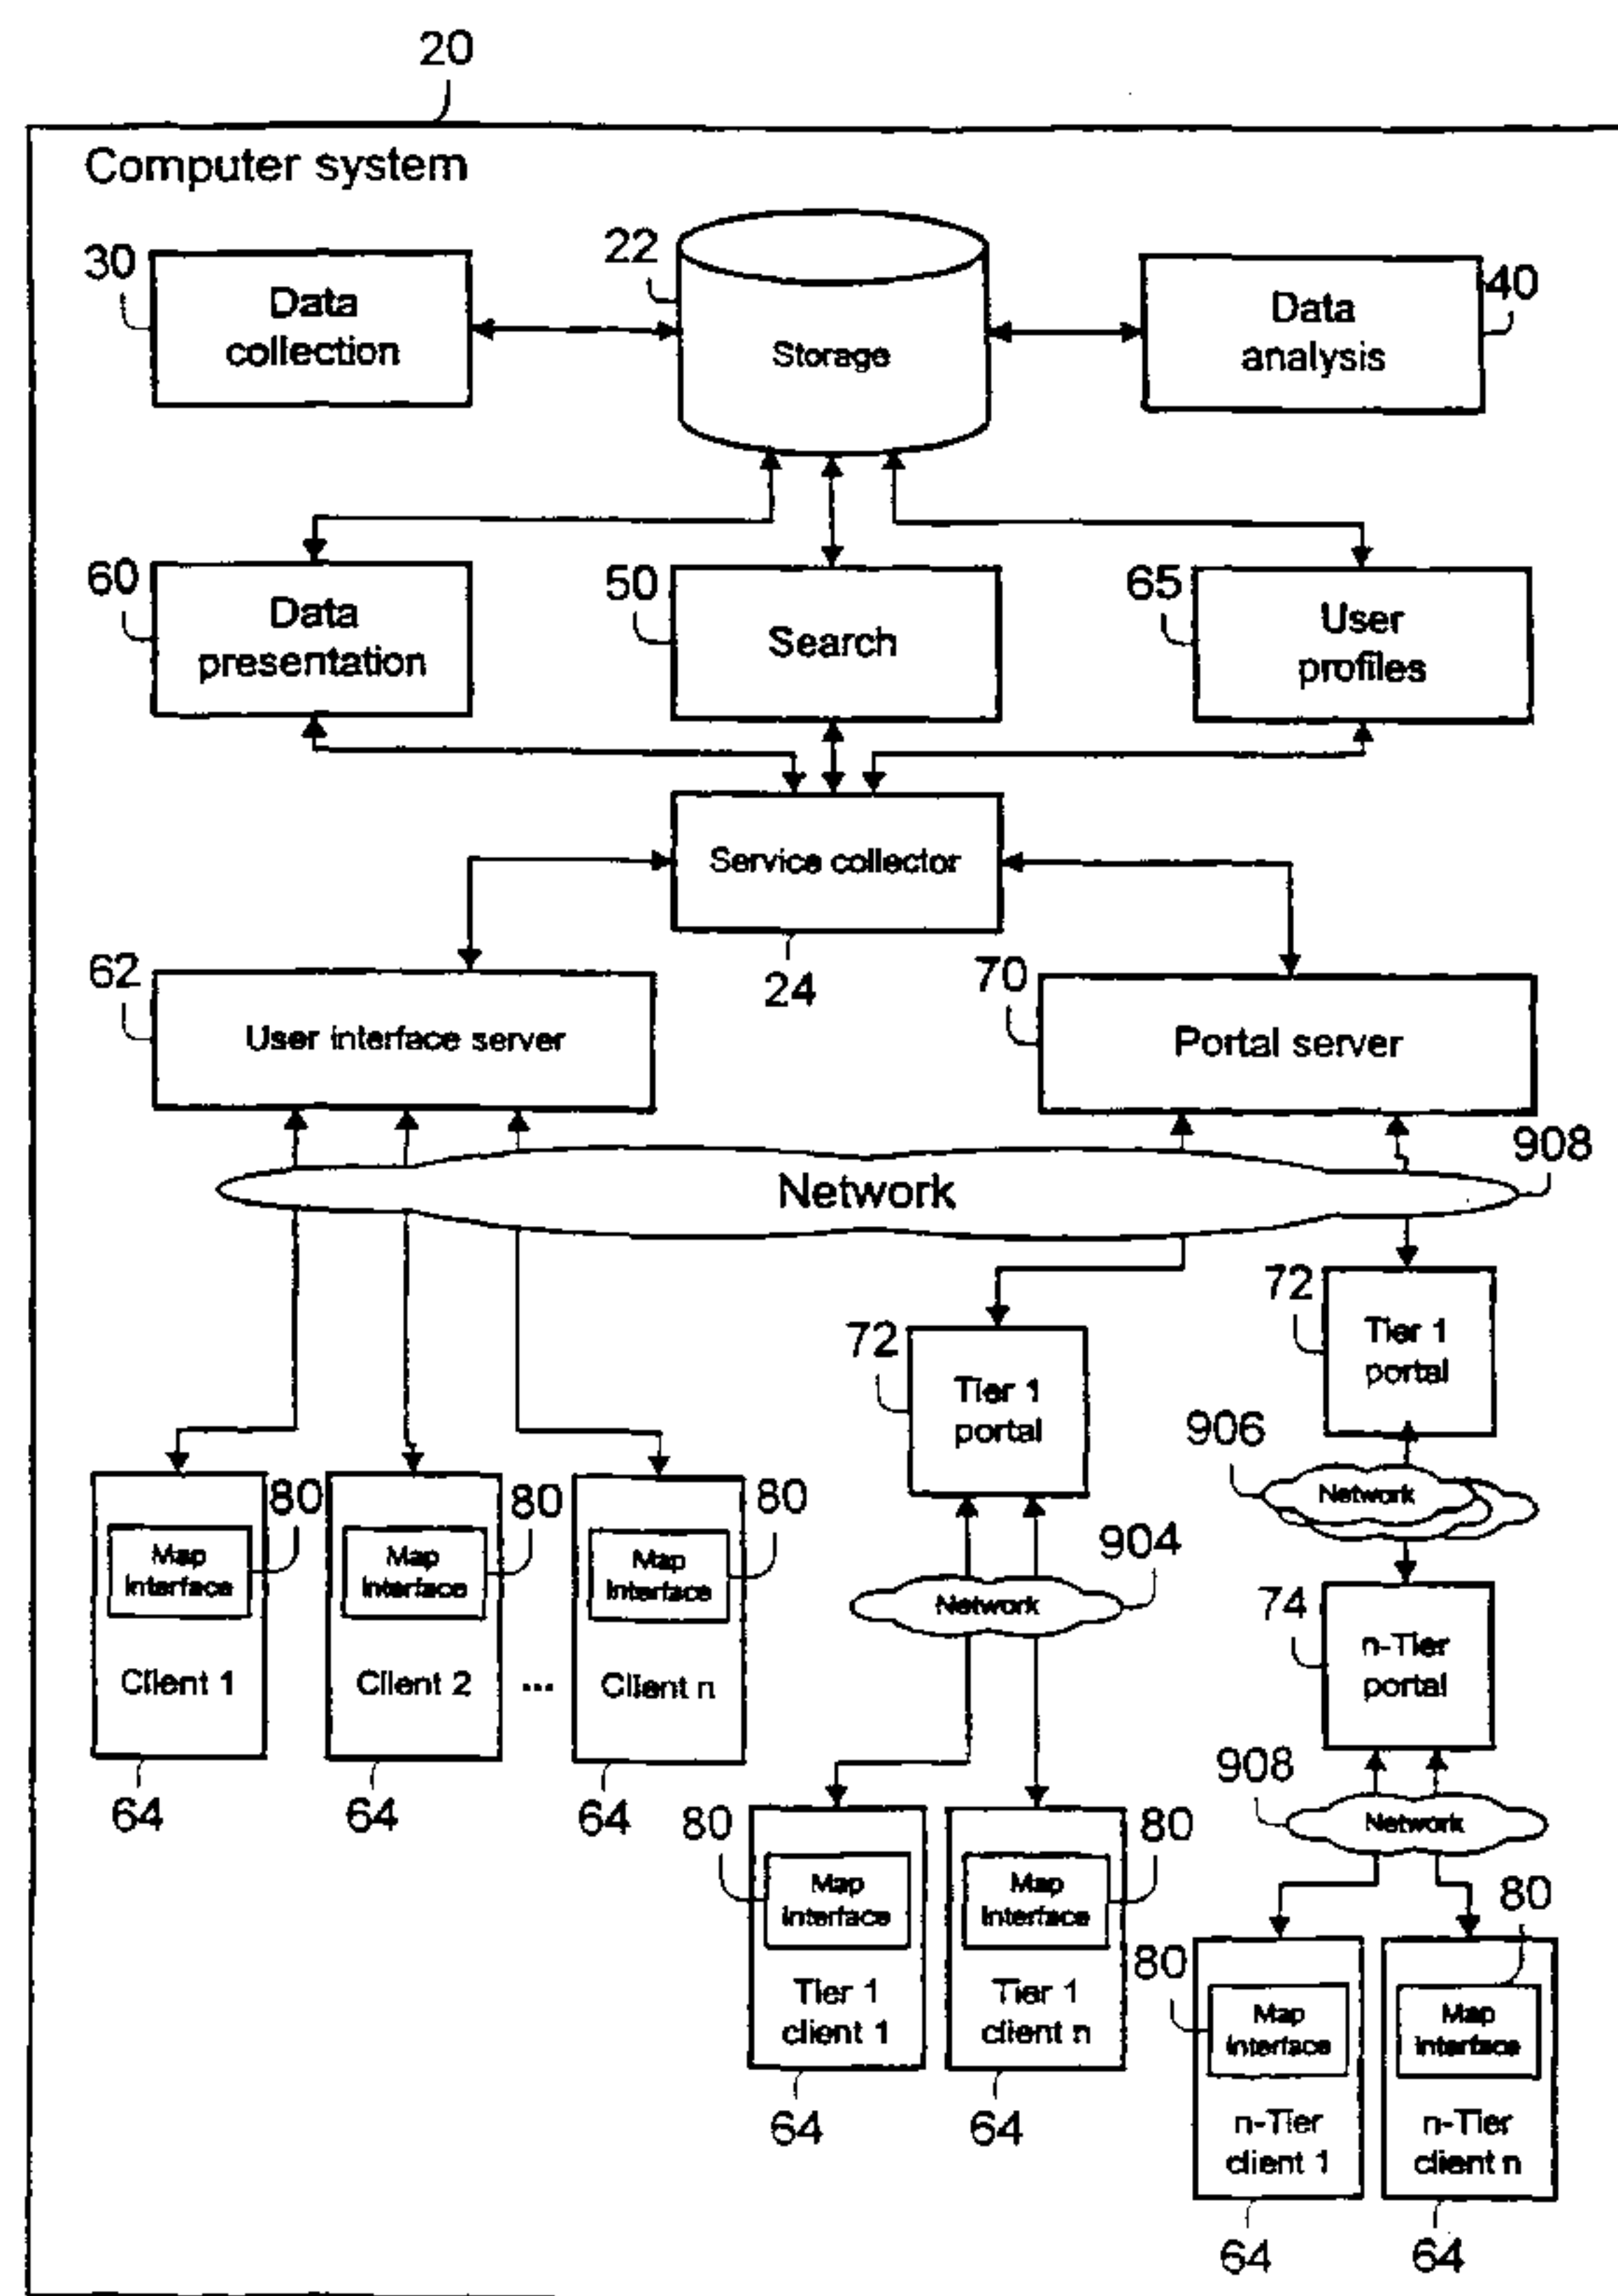 20
Computer system
30
Data
collection
22
Storage
40
Data
analysis
60
Data
presentation
50
Search
65
User
profiles
Service collector
24
62
User interface server
70
Portal server
908
Network
72
Tier 1
portal
72
Tier 1
portal
906
Network
80
Map
Interface
Client 1
64
80
Map
Interface
Client 2
64
...
80
Map
Interface
Client n
64
904
Network
74
n-Tier
portal
908
Network
80
Map
Interface
Tier 1
client 1
64
80
Map
Interface
Tier 1
client n
64
80
Map
Interface
n-Tier
client 1
64
80
Map
Interface
n-Tier
client n
64